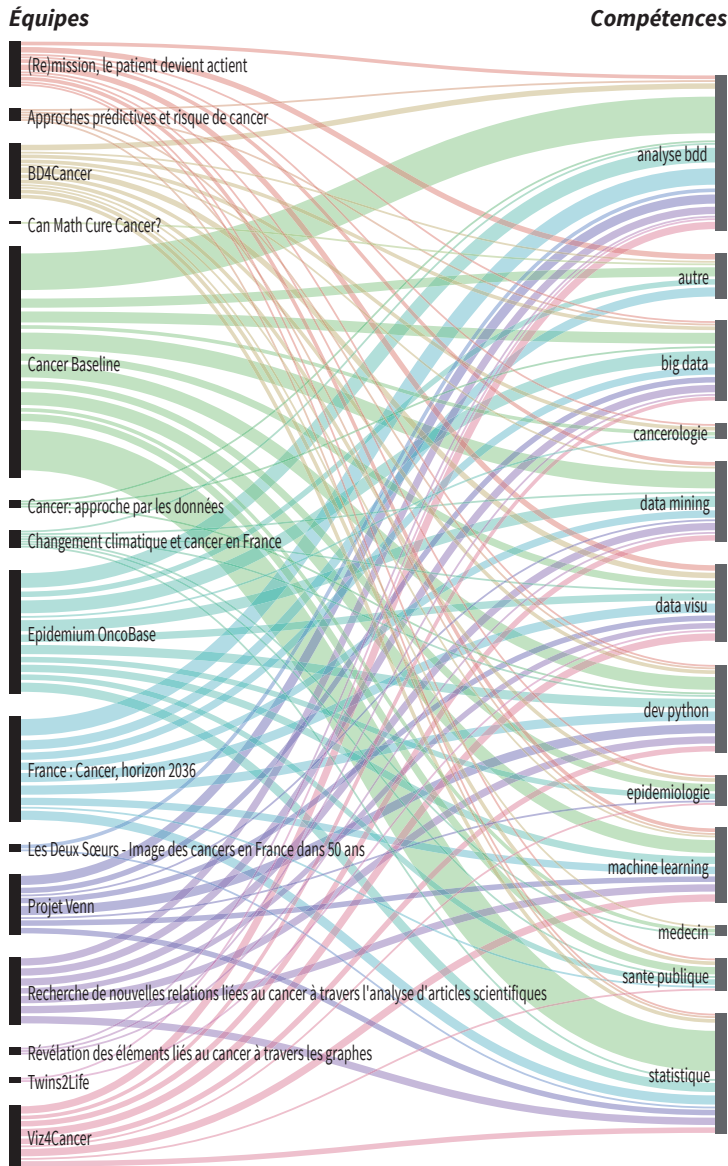 Équipes
Compétences
(Re)mission, le patient devient actient
Approches prédictives et risque de cancer
BD4Cancer
Can Math Cure Cancer?
Cancer Baseline
Cancer: approche par les données
Changement climatique et cancer en France
Epidemium OncoBase
France : Cancer, horizon 2036
Les Deux Sœurs - Image des cancers en France dans 50 ans
Projet Venn
Recherche de nouvelles relations liées au cancer à travers l'analyse d'articles scientifiques
Révélation des éléments liés au cancer à travers les graphes
Twins2Life
Viz4Cancer
analyse bdd
autre
big data
cancerologie
data mining
data visu
dev python
epidemiologie
machine learning
medecin
sante publique
statistique